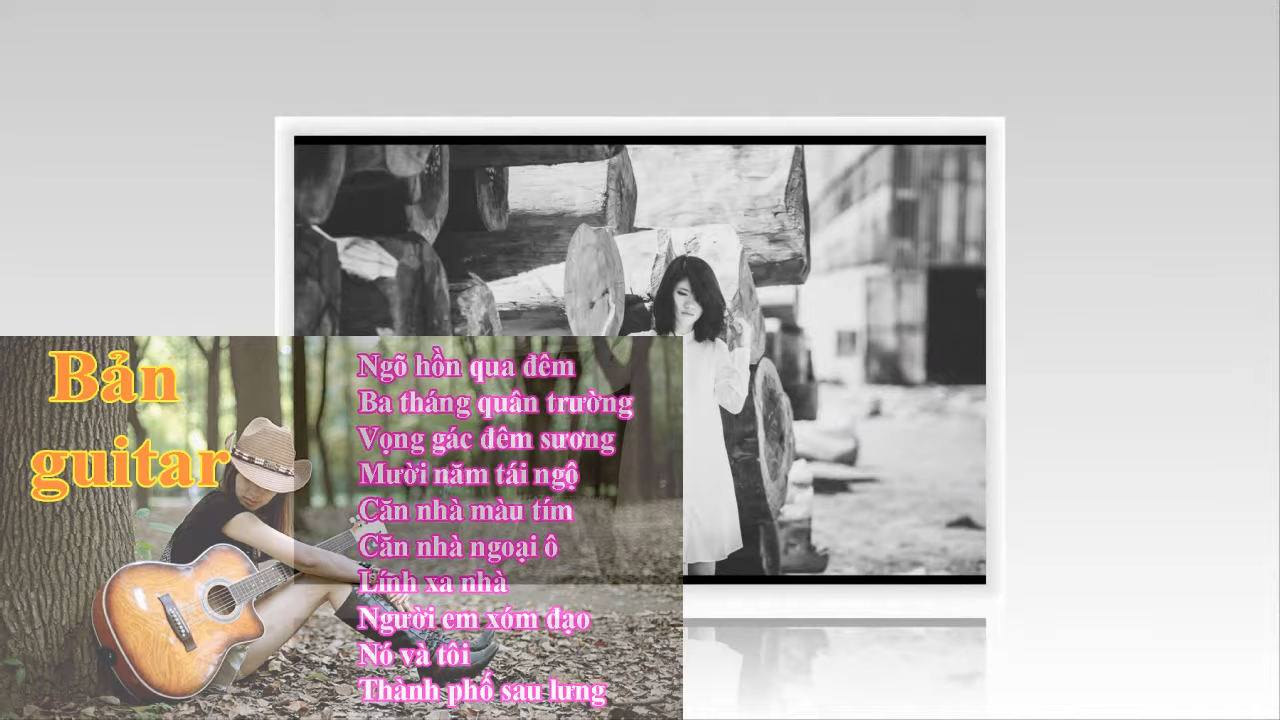 Bản
guitar
Ngõ hồn qua đêm
Ba tháng quân trường
Vọng gác đêm sương
Mười năm tái ngộ
Căn nhà màu tím
Căn nhà ngoại ô
Lính xa nhà
Người em xóm đạo
Nó và tôi
Thành phố sau lưng